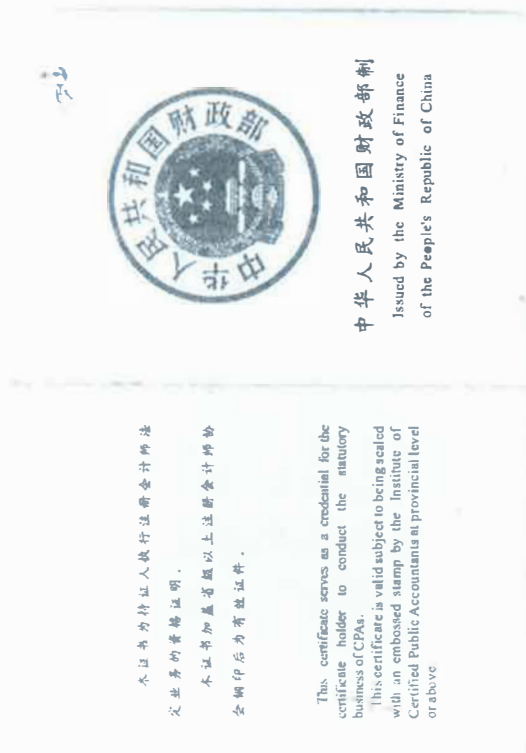 本证书为持证人执行注册会计师法
定业务的资格证明。
本证书加盖省级以上注册会计师协
会钢印后为有效证件。
This certificate serves as a credential for the
certificate holder to conduct the statutory
business of CPAs.
This certificate is valid subject to being sealed
with an embossed stamp by the Institute of
Certified Public Accountants at provincial level
or above
中华人民共和国财政部
中华人民共和国财政部制
Issued by the Ministry of Finance
of the People's Republic of China